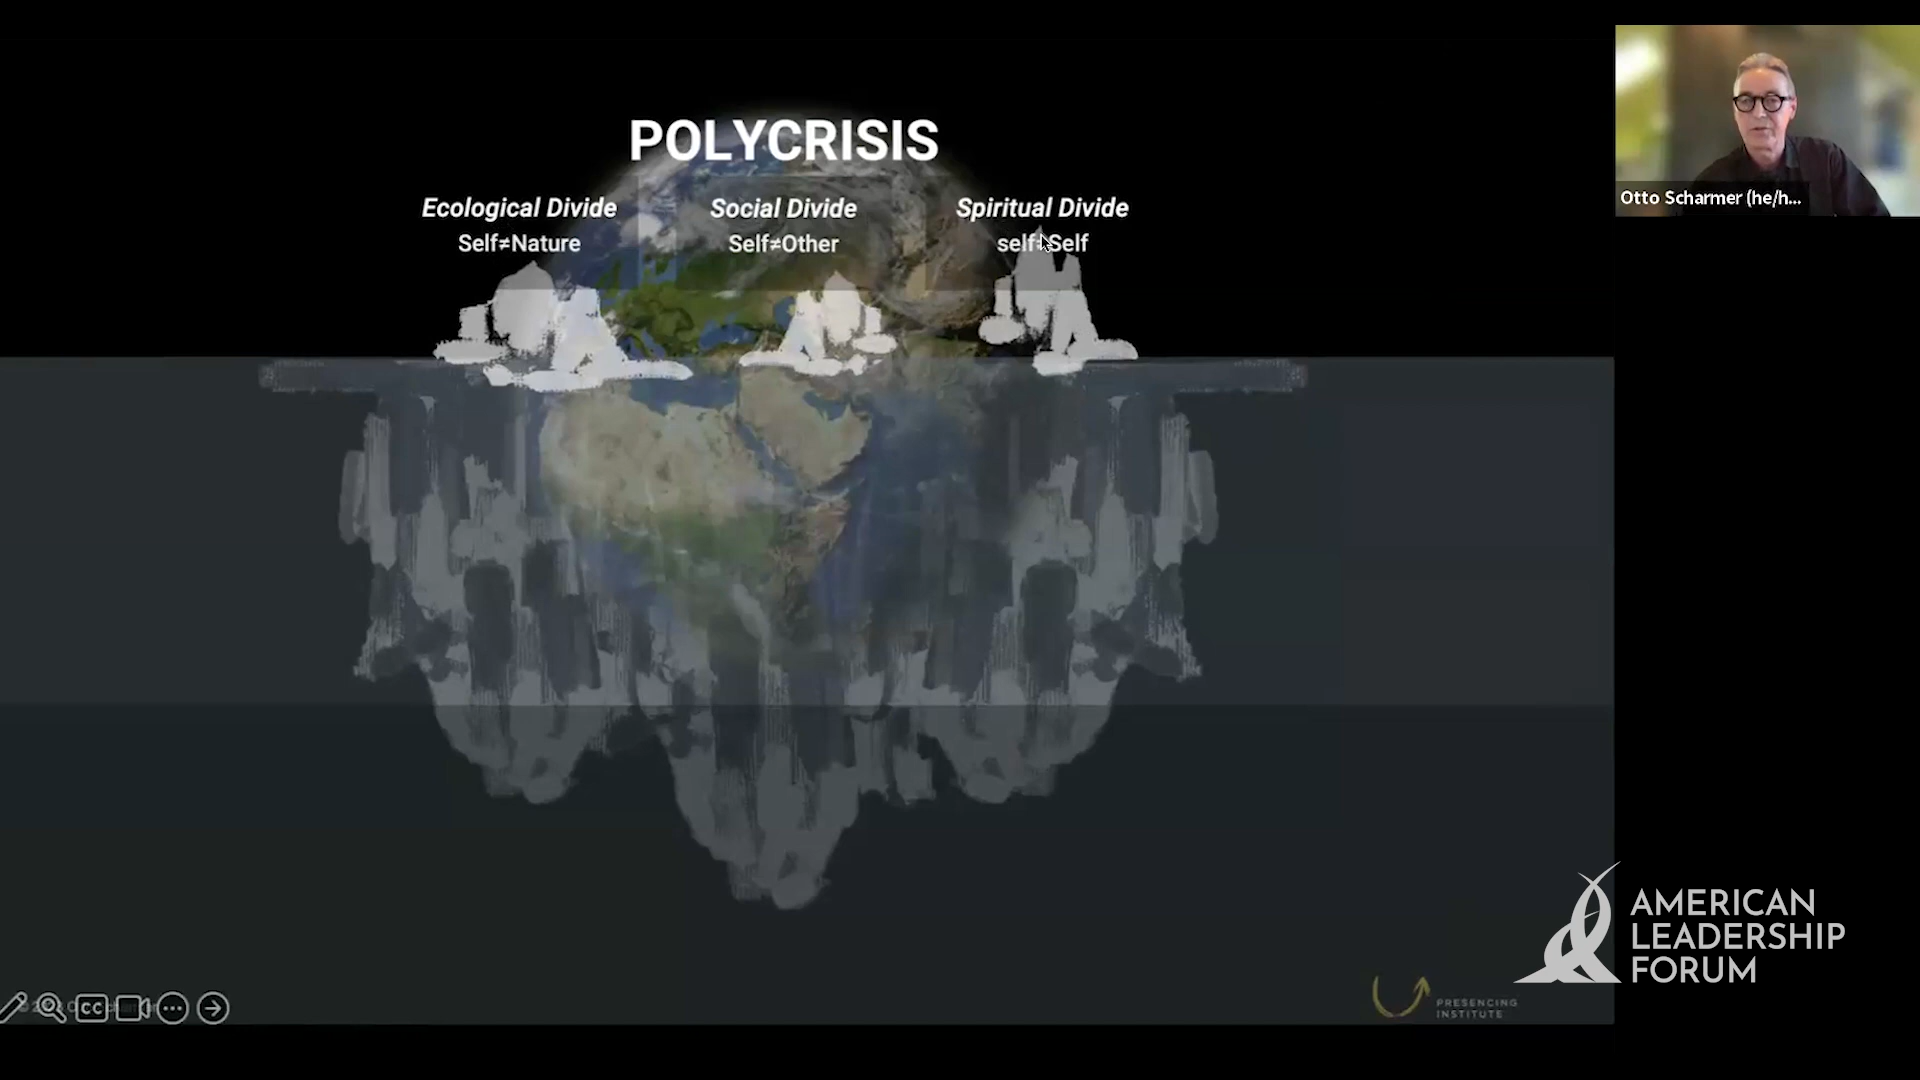 POLYCRISIS
Ecological Divide
Self≠Nature
Social Divide
Self≠Other
Spiritual Divide
self≠Self
Otto Scharmer (he/h...
AMERICAN
LEADERSHIP
FORUM
CC
PRESENCING
INSTITUTE